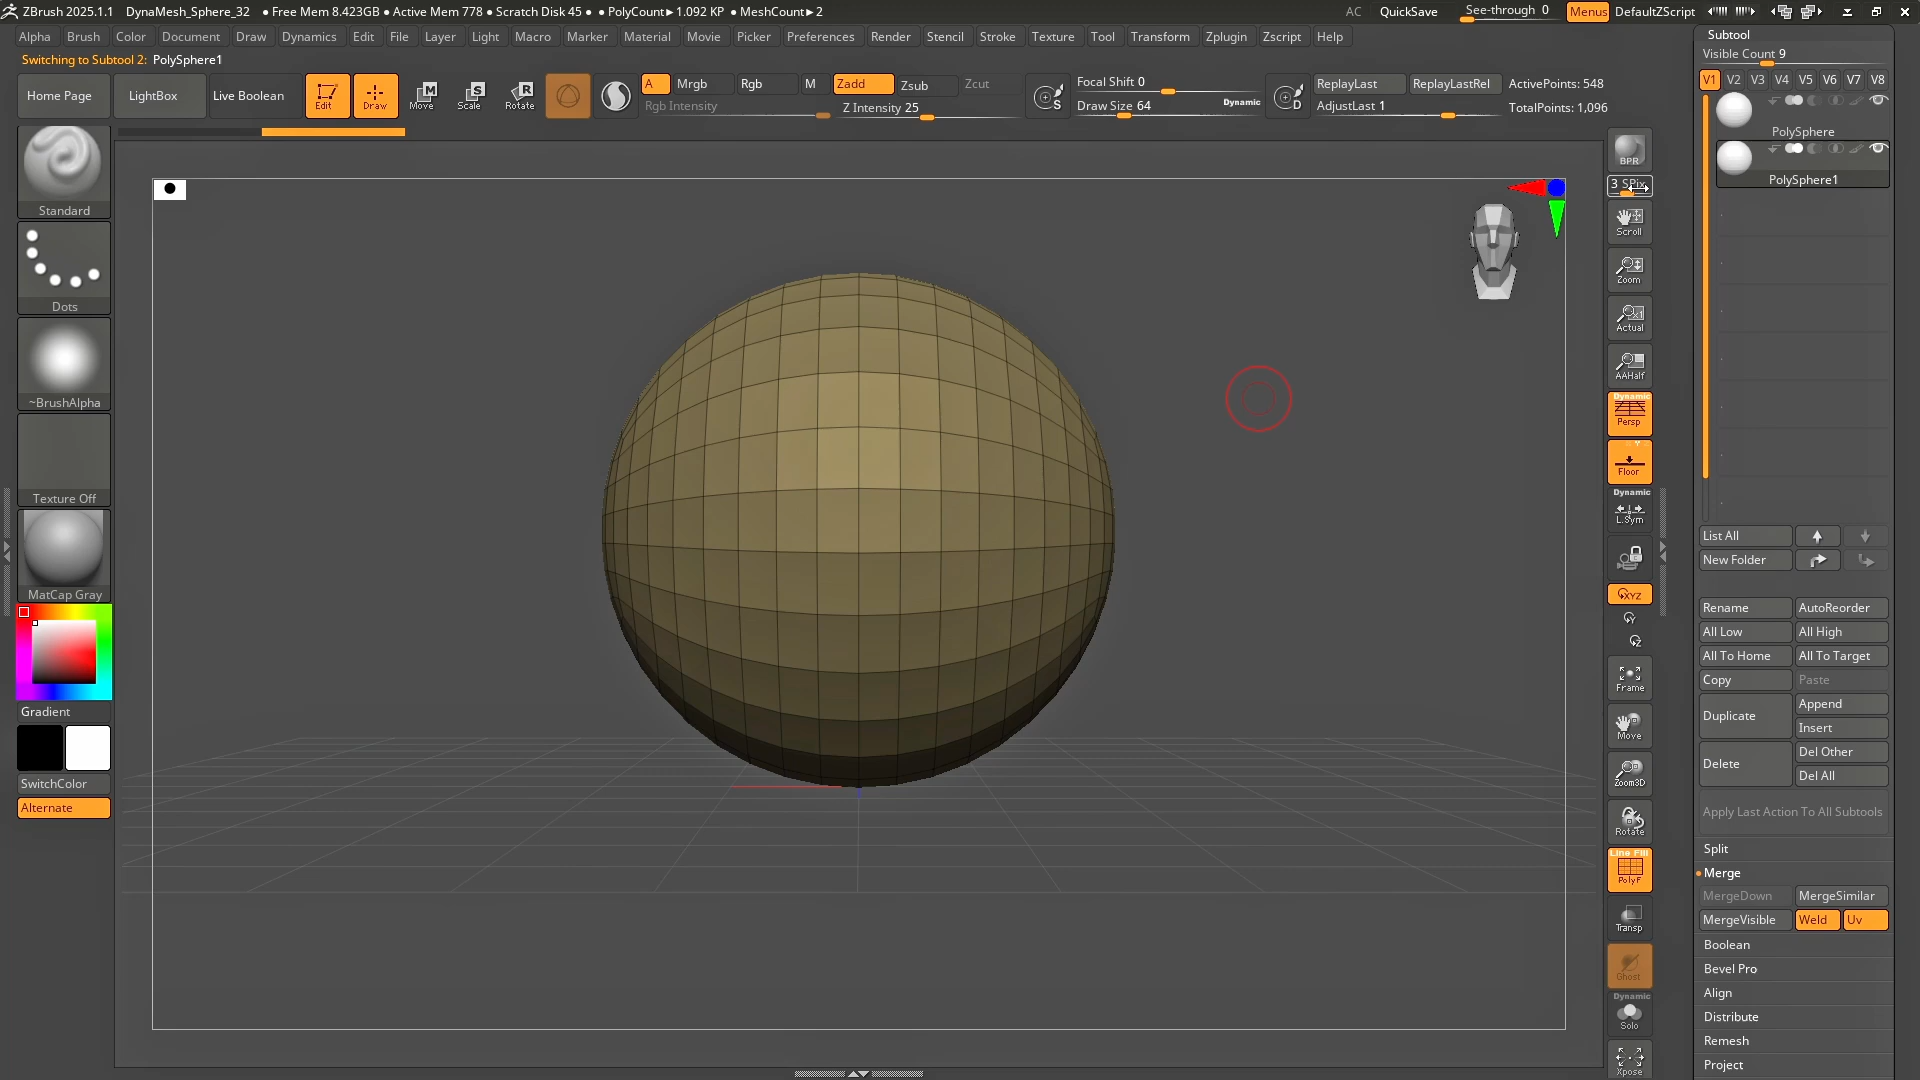 ZBrush 2025.1.1 DynaMesh_Sphere_32 ● Free Mem 8.423GB ● Active Mem 778 ● Scratch Disk 45 ● ● PolyCount► 1.092 KP ● MeshCount► 2 AC QuickSave See-through 0 Menus DefaultZScript
Alpha Brush Color Document Draw Dynamics Edit File Layer Light Macro Marker Material Movie Picker Preferences Render Stencil Stroke Texture Tool Transform Zplugin Zscript Help
Switching to Subtool 2: PolySphere1
Home Page LightBox Live Boolean Edit Draw Move Scale Rotate
A Mrgb Rgb M Zadd Zsub Zcut
Rgb Intensity Z Intensity 25
S Focal Shift 0
Draw Size 64 Dynamic
D ReplayLast ReplayLastRel
AdjustLast 1
ActivePoints: 548
TotalPoints: 1,096
Standard
Dots
~BrushAlpha
Texture Off
MatCap Gray
Gradient
SwitchColor
Alternate
BPR
3 SPix
Scroll
Zoom
Actual
AAHalf
Dynamic
Persp
Floor
Dynamic
L.Sym
XYZ
Y
Z
Frame
Move
Zoom3D
Rotate
Line Fill
PolyF
Transp
Ghost
Dynamic
Solo
Xpose
Subtool
Visible Count 9
V1 V2 V3 V4 V5 V6 V7 V8
PolySphere
PolySphere1
List All
New Folder
Rename AutoReorder
All Low All High
All To Home All To Target
Copy Paste
Duplicate Append
Insert
Delete Del Other
Del All
Apply Last Action To All Subtools
Split
Merge
MergeDown MergeSimilar
MergeVisible Weld Uv
Boolean
Bevel Pro
Align
Distribute
Remesh
Project